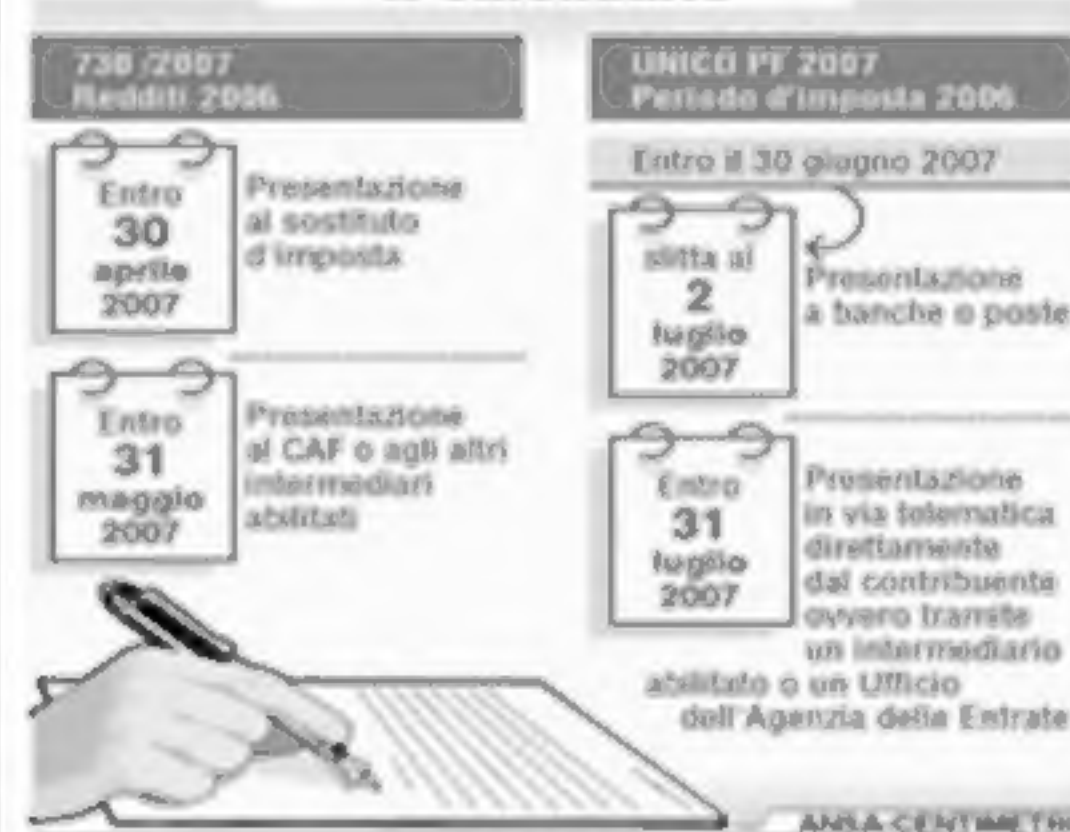 730/2007
Redditi 2006
Entro
30
aprile
2007
Presentazione
al sostituto
d'imposta
Entro
31
maggio
2007
Presentazione
al CAF o agli altri
intermediari
abilitati
UNICO PF 2007
Periodo d'imposta 2006
Entro il 30 giugno 2007
slitta al
2
luglio
2007
Presentazione
a banche o poste
Entro
31
luglio
2007
Presentazione
in via telematica
direttamente
dal contribuente
ovvero tramite
un intermediario
abilitato o un Ufficio
dell'Agenzia delle Entrate